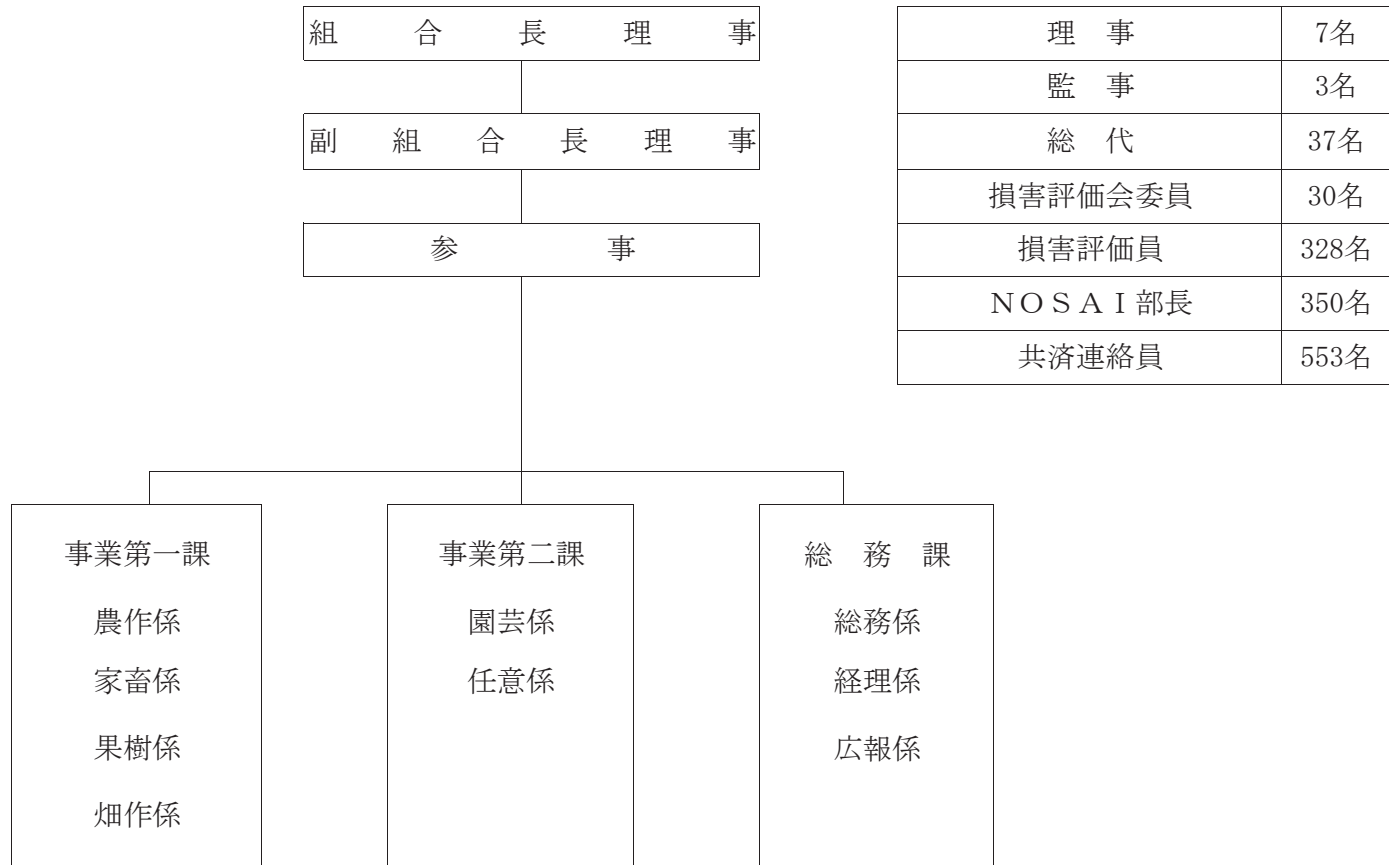 組合長理事
副組合長理事
参事
理事 7名
監事 3名
総代 37名
損害評価会委員 30名
損害評価員 328名
ＮＯＳＡＩ部長 350名
共済連絡員 553名
事業第一課
農作係
家畜係
果樹係
畑作係
事業第二課
園芸係
任意係
総務課
総務係
経理係
広報係